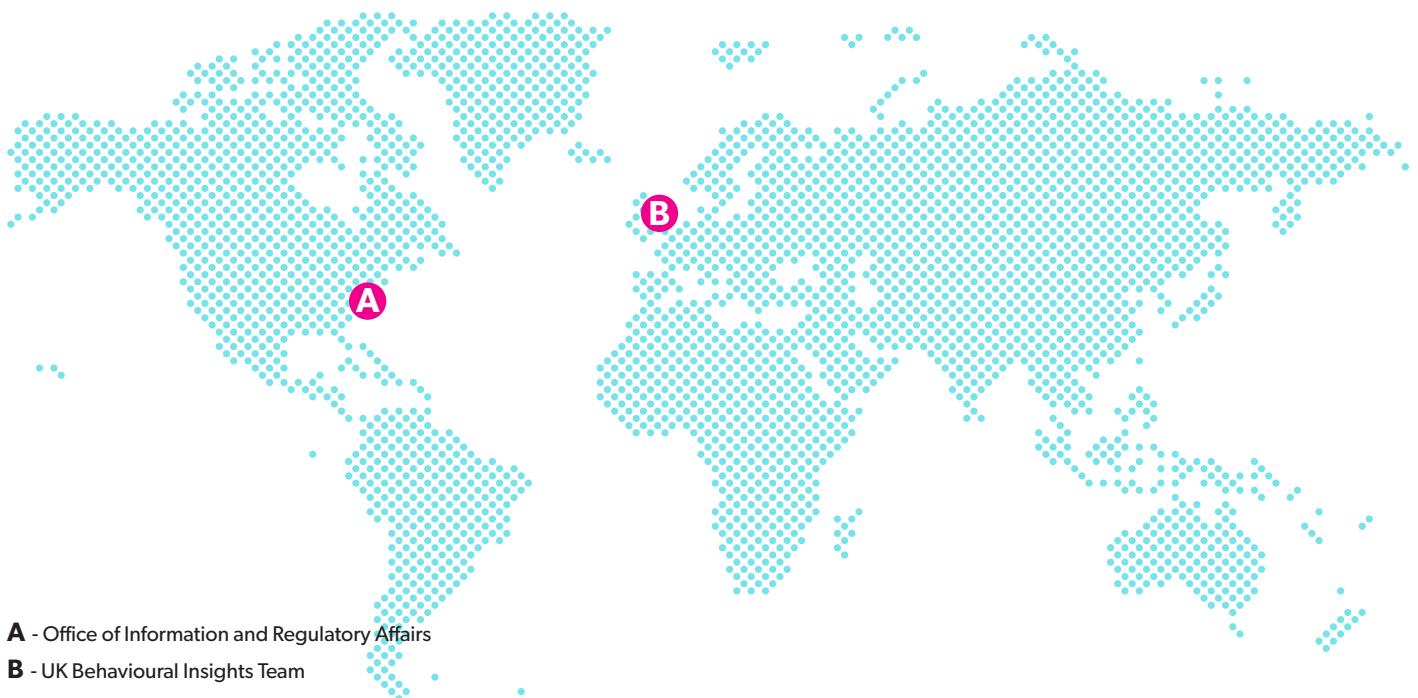 B
A
A - Office of Information and Regulatory Affairs
B - UK Behavioural Insights Team